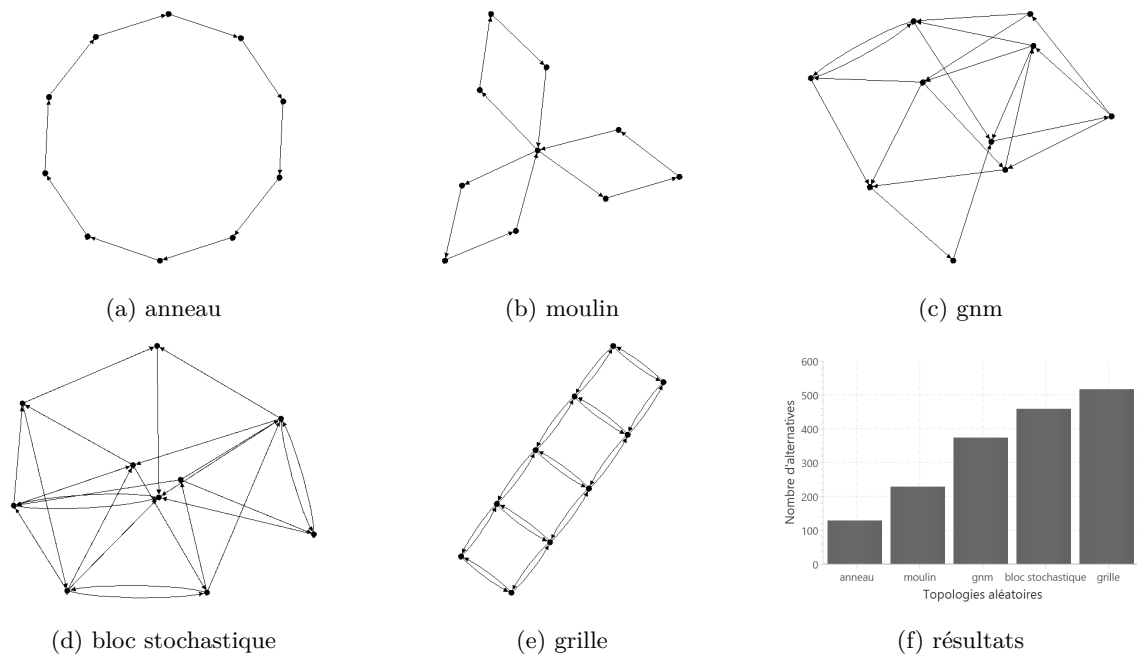 (a) anneau
(b) moulin
(c) gnm
(d) bloc stochastique
(e) grille
Nombre d'alternatives
600
500
400
300
200
100
0
anneau moulin gnm bloc stochastique grille
Topologies aléatoires
(f) résultats